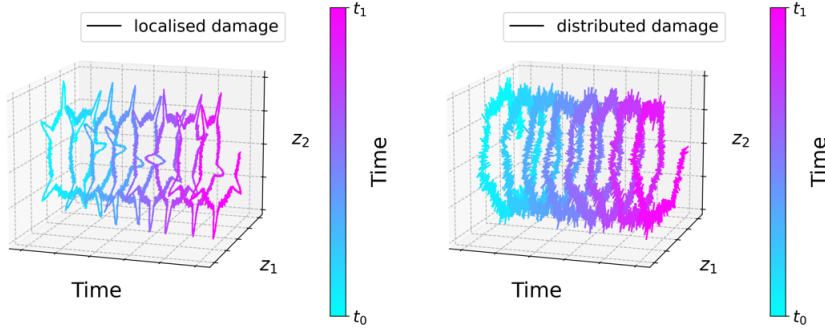 localised damage
t1
z2
Time
z1
Time
t0
distributed damage
t1
z2
Time
z1
Time
t0